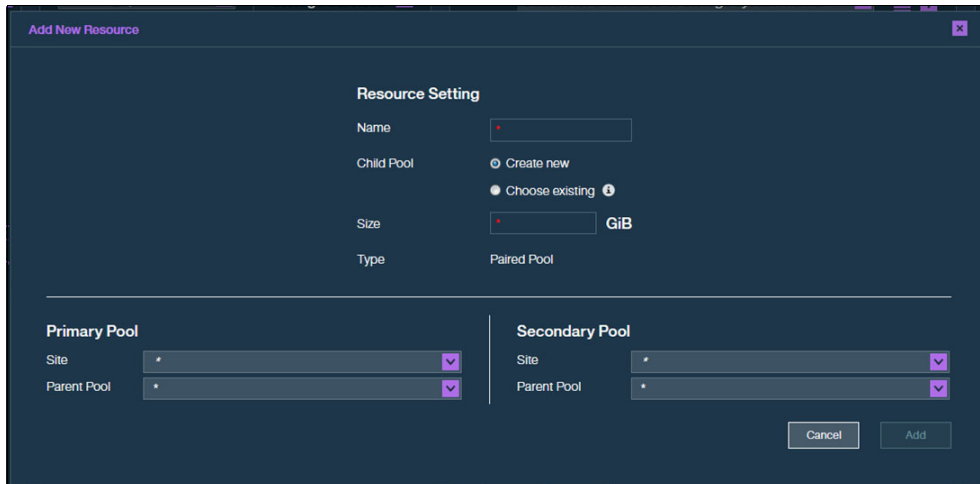 Add New Resource
Resource Setting
Name *
Child Pool Create new
Choose existing
Size * GiB
Type Paired Pool
Primary Pool
Site *
Parent Pool *
Secondary Pool
Site *
Parent Pool *
Cancel Add